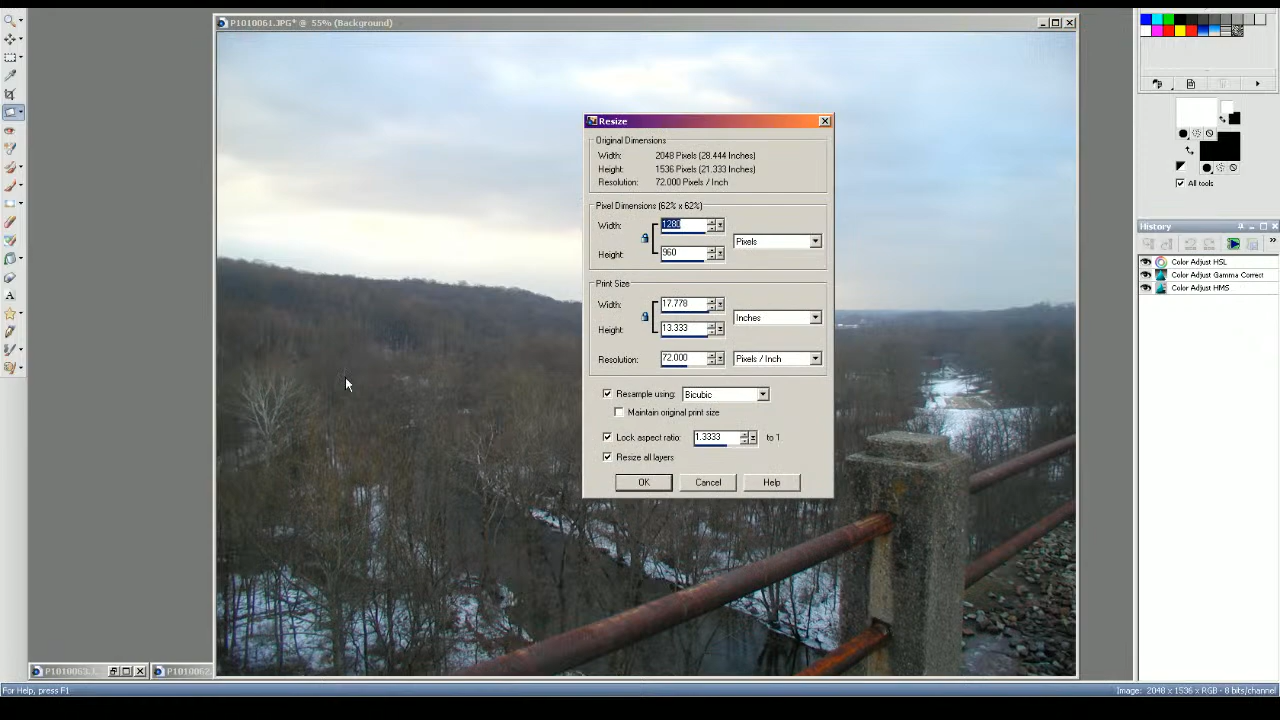 P1010061.JPG* @ 55% (Background)
Resize
Original Dimensions
Width: 2048 Pixels (28.444 Inches)
Height: 1536 Pixels (21.333 Inches)
Resolution: 72.000 Pixels / Inch
Pixel Dimensions (62% x 62%)
Width: 1280
Pixels
Height: 960
Print Size
Width: 17.778
Inches
Height: 13.333
Resolution: 72.000 Pixels / Inch
Resample using: Bicubic
Maintain original print size
Lock aspect ratio: 1.3333 to 1
Resize all layers
OK Cancel Help
All tools
History
Color Adjust HSL
Color Adjust Gamma Correct
Color Adjust HMS
P1010063. P1010062.
For Help, press F1
Image: 2048 x 1536 x RGB - 8 bits/channel